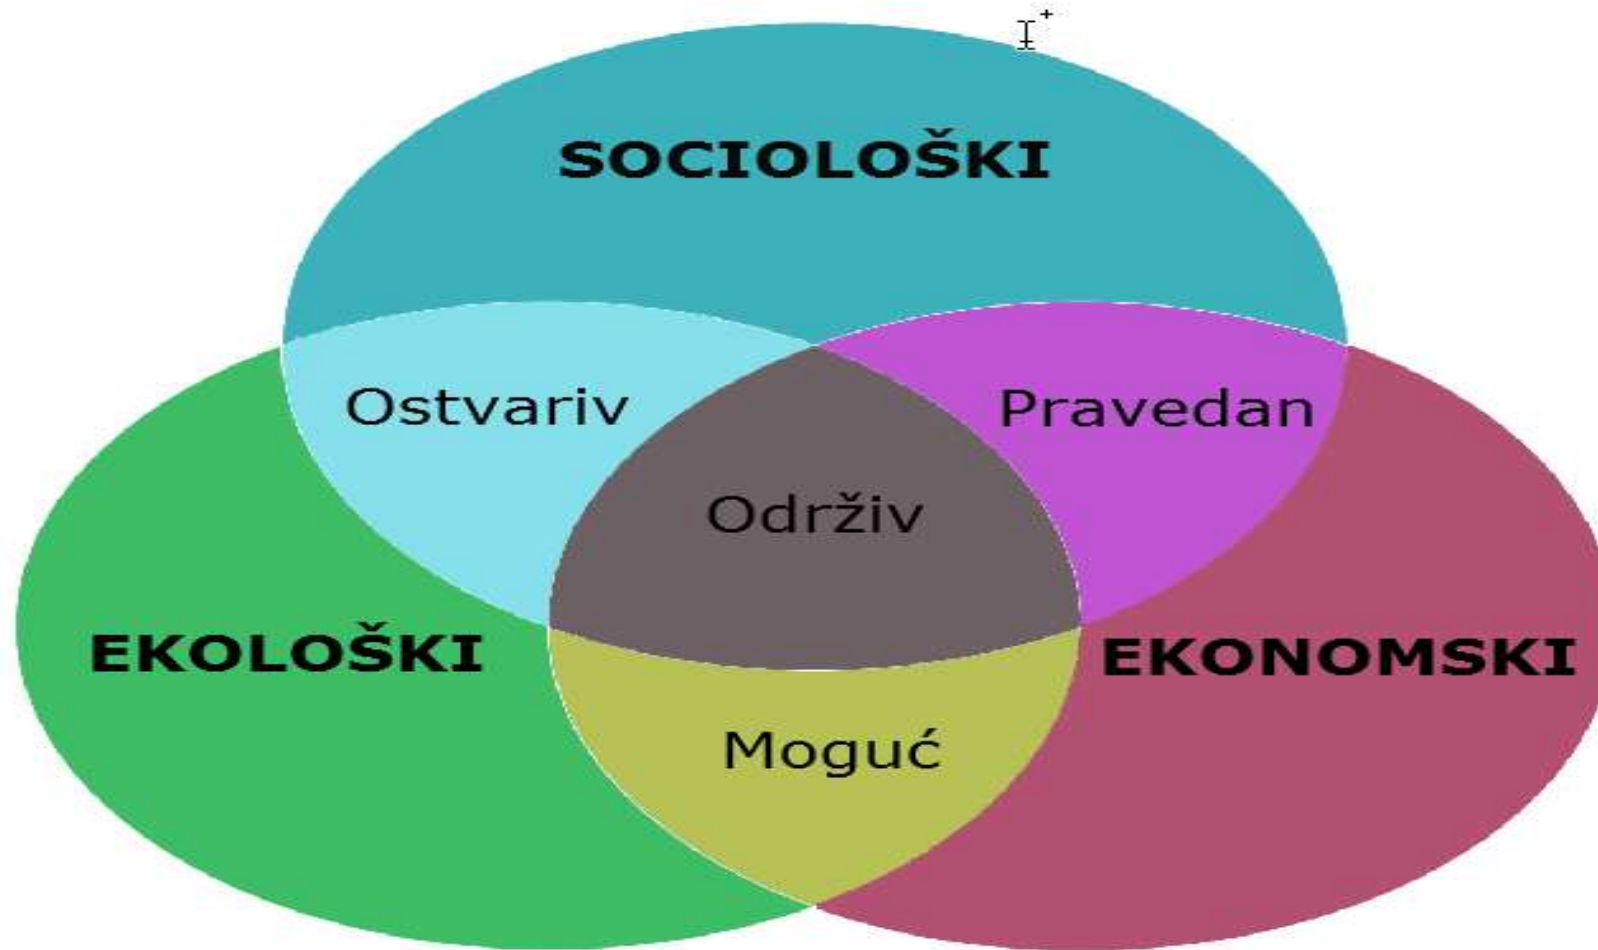 SOCIOLOŠKI
Ostvariv
Pravedan
Održiv
EKOLOŠKI
EKONOMSKI
Moguć